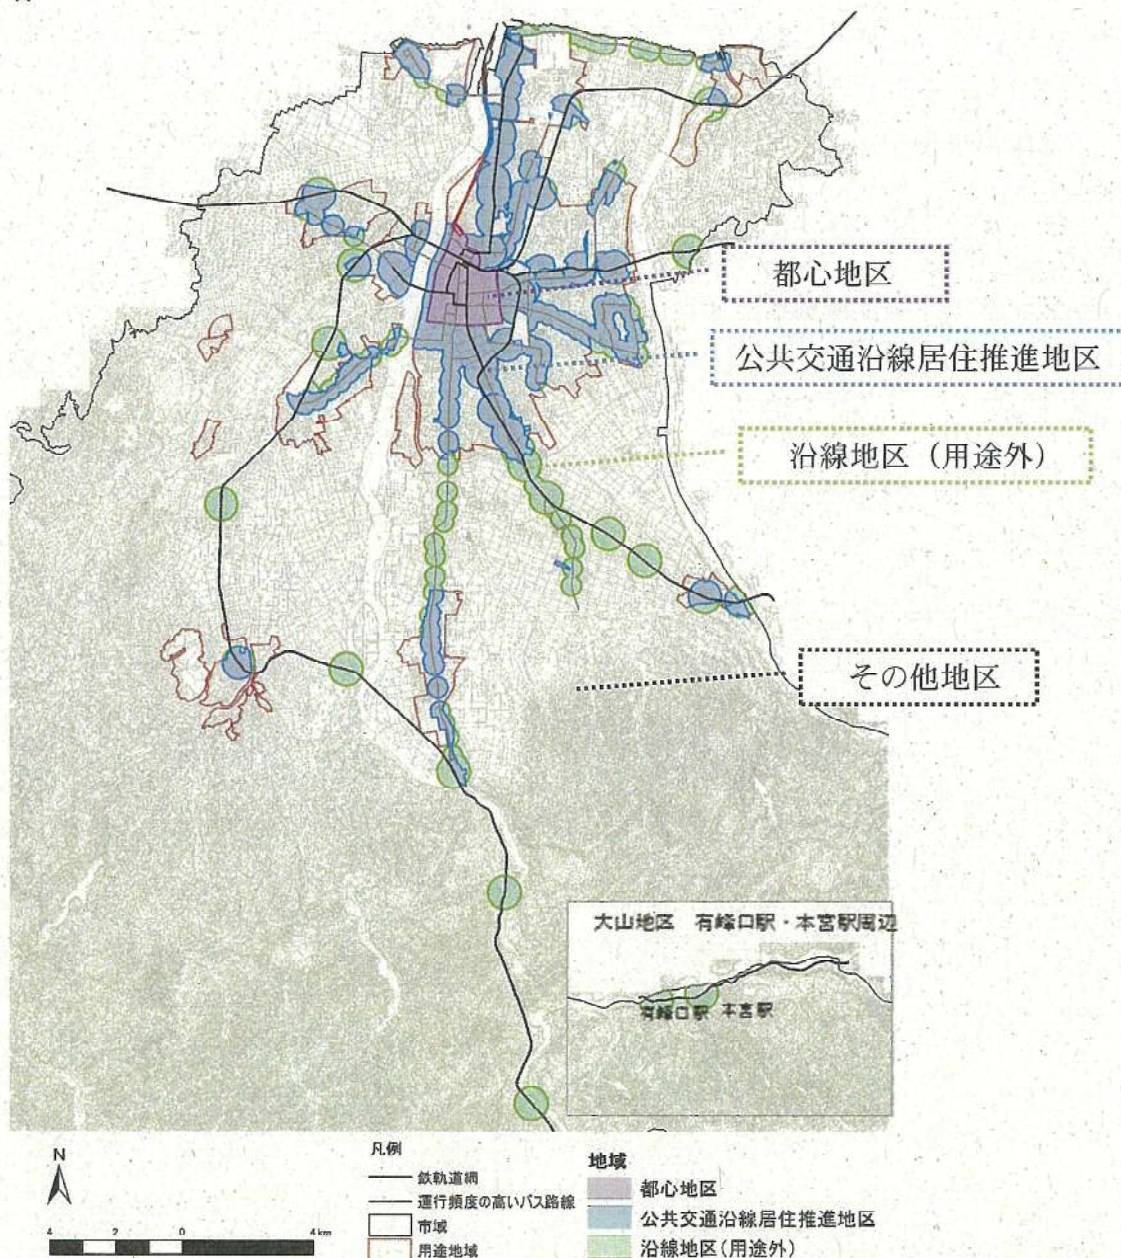 都心地区
公共交通沿線居住推進地区
沿線地区（用途外）
その他地区
大山地区　有峰口駅・本宮駅周辺
有峰口駅　本宮駅
N
4 2 0 4km
凡例
鉄軌道網
運行頻度の高いバス路線
市域
用途地域
地域
都心地区
公共交通沿線居住推進地区
沿線地区(用途外)